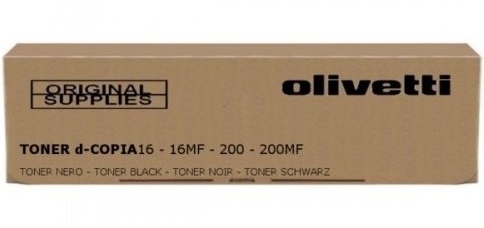 ORIGINAL
SUPPLIES
olivetti
TONER d-COPIA16 - 16MF - 200 - 200MF
TONER NERO - TONER BLACK - TONER NOIR - TONER SCHWARZ